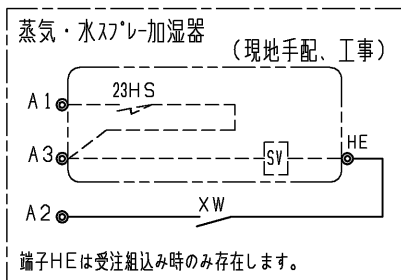 蒸気・水スプレー加湿器
(現地手配、工事)
A1
23HS
A3
SV
HE
A2
XW
端子HEは受注組込み時のみ存在します。